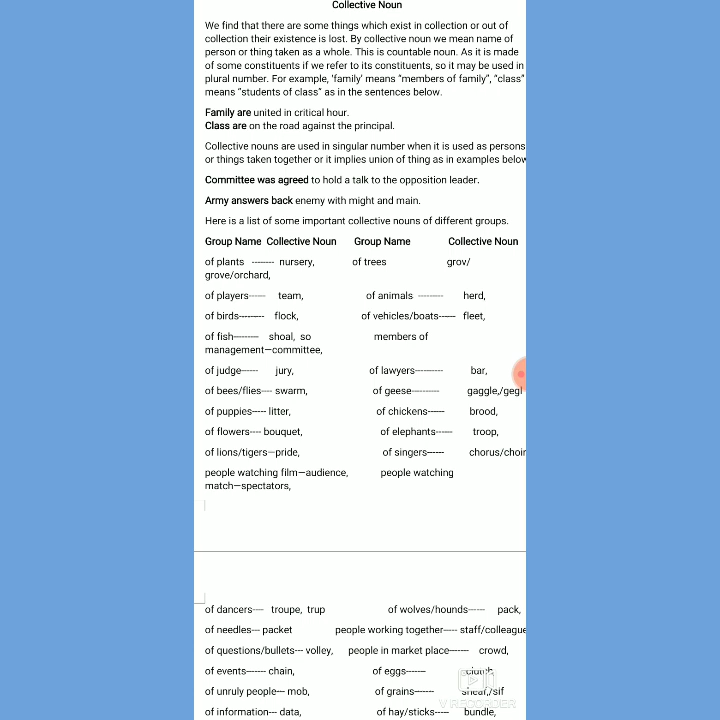 Collective Noun
We find that there are some things which exist in collection or out of
collection their existence is lost. By collective noun we mean name of
person or thing taken as a whole. This is countable noun. As it is made
of some constituents if we refer to its constituents, so it may be used in
plural number. For example, 'family' means "members of family", "class"
means "students of class" as in the sentences below.
Family are united in critical hour.
Class are on the road against the principal.
Collective nouns are used in singular number when it is used as persons
or things taken together or it implies union of thing as in examples below
Committee was agreed to hold a talk to the opposition leader.
Army answers back enemy with might and main.
Here is a list of some important collective nouns of different groups.
Group Name Collective Noun Group Name Collective Noun
of plants -------- nursery, of trees grov/
grove/orchard,
of players------ team, of animals -------- herd,
of birds--------- flock, of vehicles/boats------ fleet,
of fish-------- shoal, so members of
management—committee,
of judge------ jury, of lawyers---------- bar,
of bees/flies---- swarm, of geese---------- gaggle,/gegl
of puppies----- litter, of chickens------ brood,
of flowers---- bouquet, of elephants------ troop,
of lions/tigers—pride, of singers------ chorus/choir
people watching film—audience, people watching
match—spectators,
of dancers---- troupe, trup of wolves/hounds------ pack,
of needles--- packet people working together----- staff/colleague
of questions/bullets--- volley, people in market place------- crowd,
of events------- chain, of eggs------- clutch,
of unruly people--- mob, of grains------- sheaf,/sif
of information--- data, of hay/sticks----- bundle,
V RECORDER